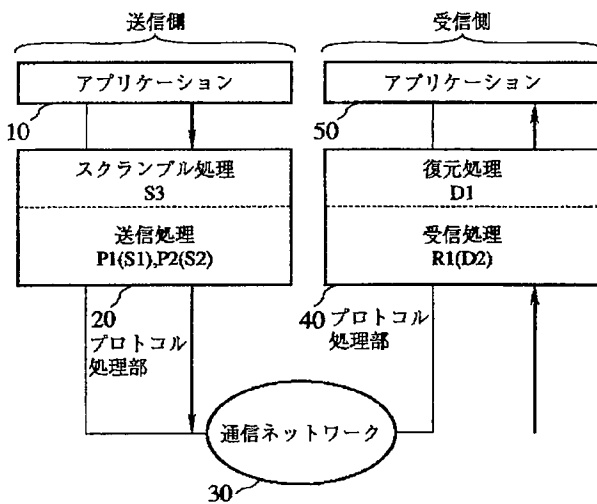 送信側
受信側
アプリケーション
アプリケーション
10
50
スクランブル処理
S3
復元処理
D1
送信処理
P1(S1),P2(S2)
受信処理
R1(D2)
20
プロトコル
処理部
40
プロトコル
処理部
通信ネットワーク
30